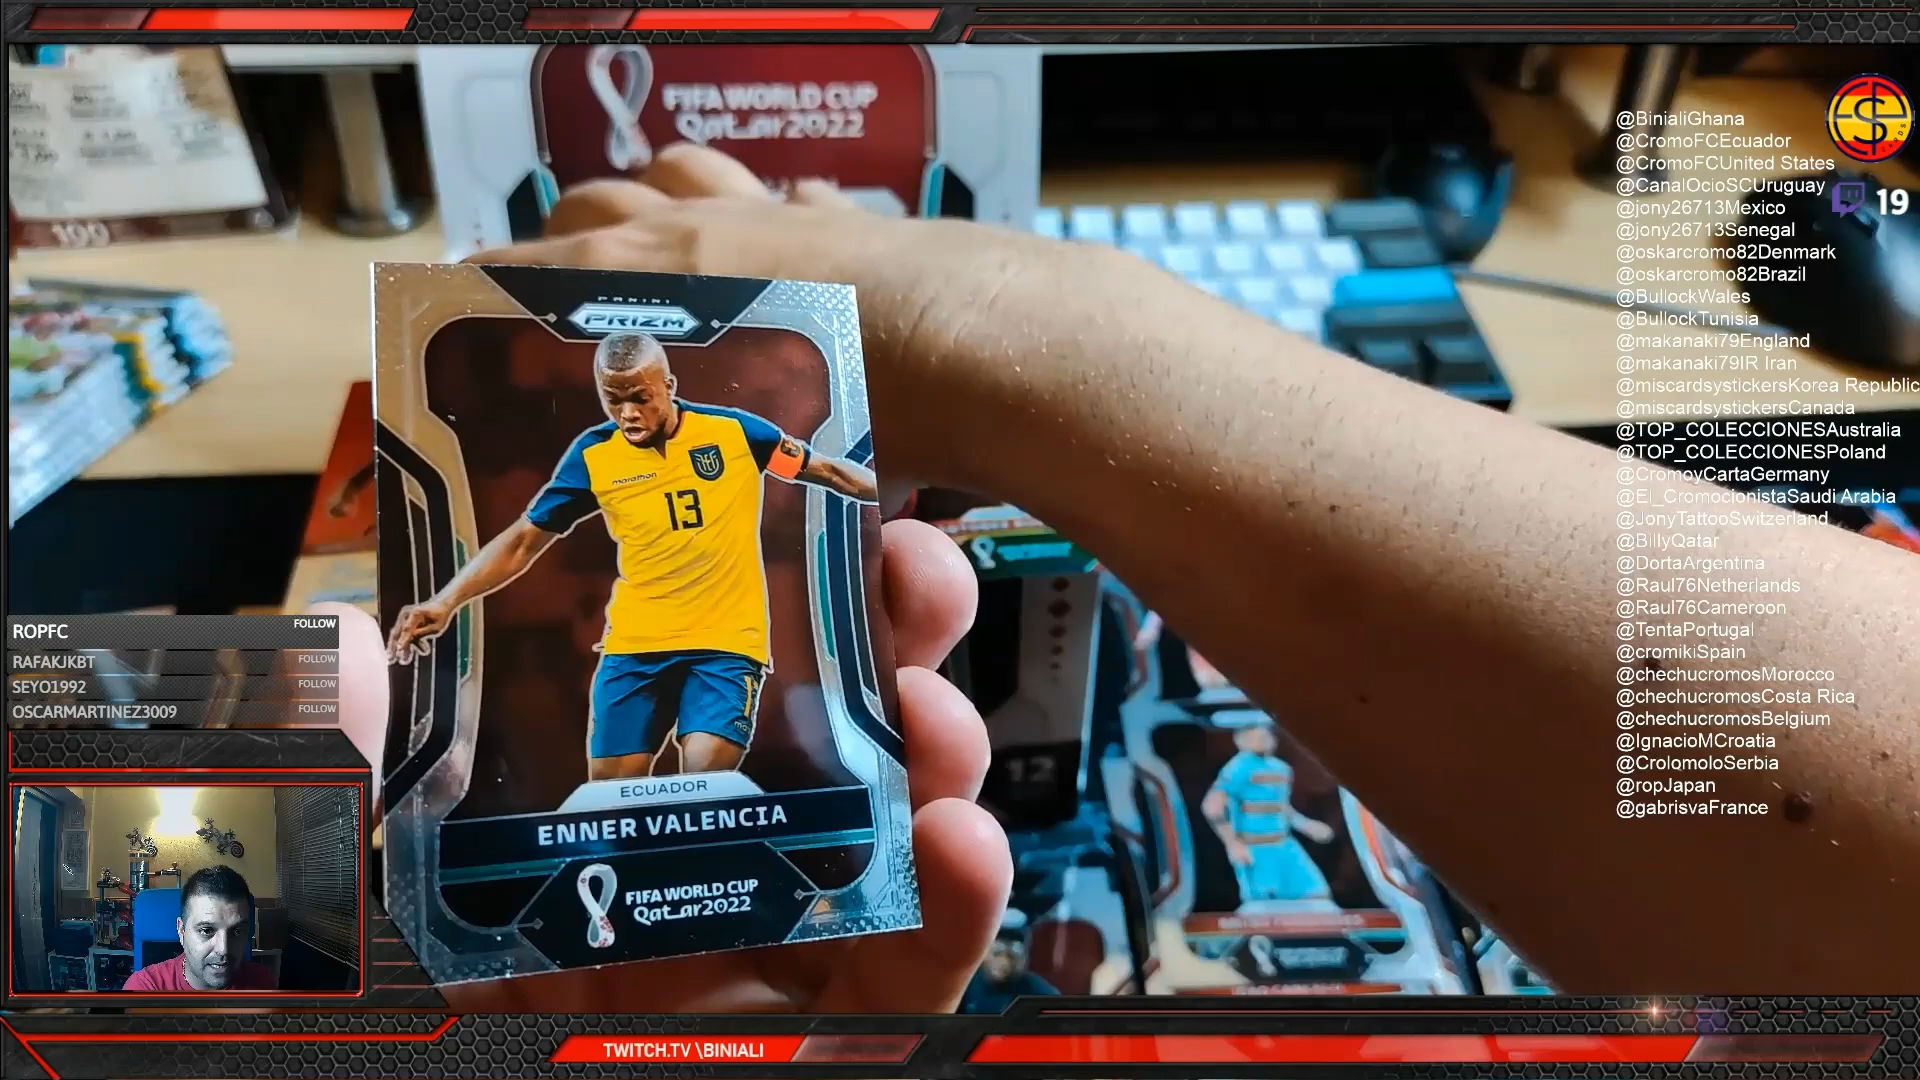 FIFA WORLD CUP
Qatar2022
100
@BinialiGhana
@CromoFCEcuador
@CromoFCUnited States
@CanalOcioSCUruguay
@jony26713Mexico
@jony26713Senegal
@oskarcromo82Denmark
@oskarcromo82Brazil
@BullockWales
@BullockTunisia
@makanaki79England
@makanaki79IR Iran
@miscardsystickersKorea Republic
@miscardsystickersCanada
@TOP_COLECCIONESAustralia
@TOP_COLECCIONESPoland
@CromoyCartaGermany
@El_CromocionistaSaudi Arabia
@JonyTattooSwitzerland
@BillyQatar
@DortaArgentina
@Raul76Netherlands
@Raul76Cameroon
@TentaPortugal
@cromikiSpain
@chechucromosMorocco
@chechucromosCosta Rica
@chechucromosBelgium
@IgnacioMCroatia
@CrolomoloSerbia
@ropJapan
@gabrisvaFrance
19
PANINI
PRIZM
marathon
13
ECUADOR
ENNER VALENCIA
FIFA WORLD CUP
Qatar2022
12
ROPFC FOLLOW
RAFAKJKBT FOLLOW
SEYO1992 FOLLOW
OSCARMARTINEZ3009 FOLLOW
TWITCH.TV\BINIALI